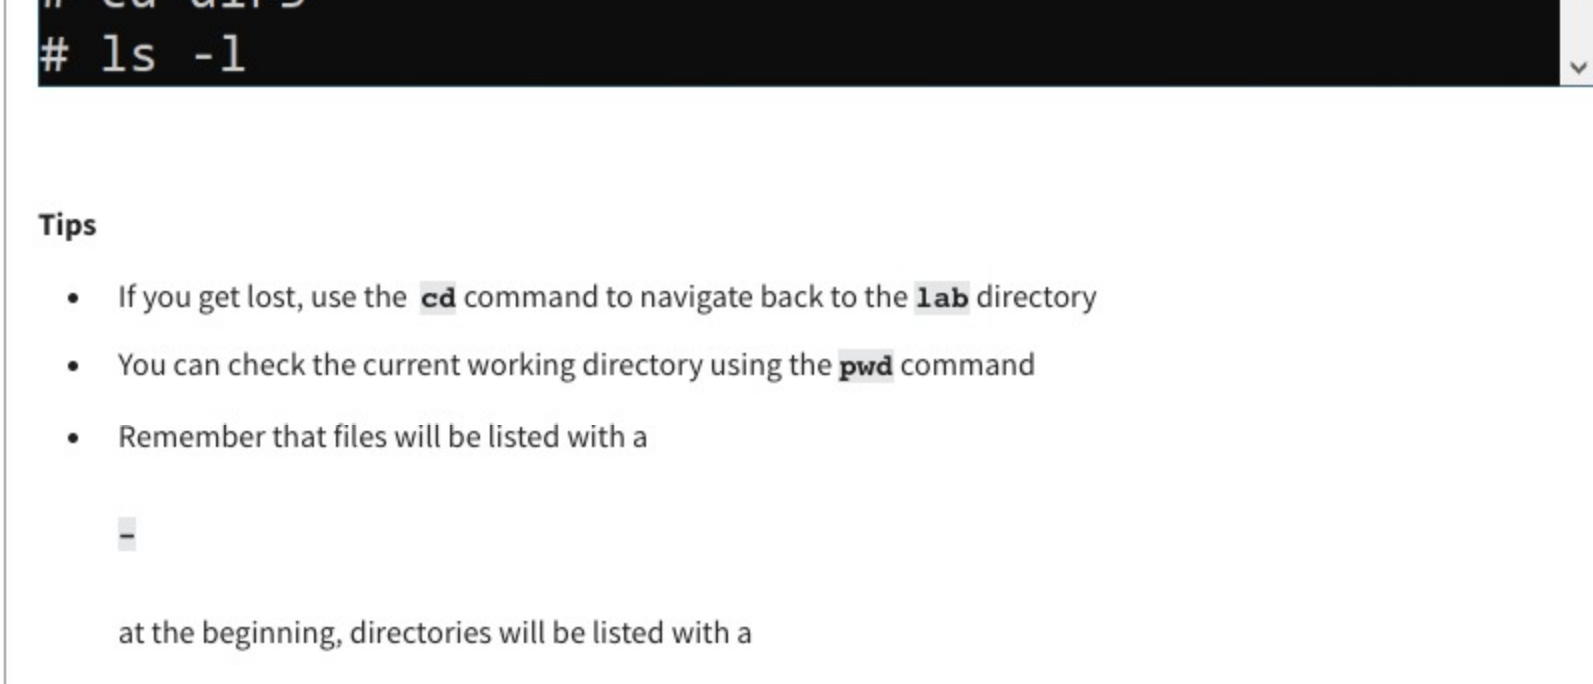 # ls -l
Tips
If you get lost, use the cd command to navigate back to the lab directory
You can check the current working directory using the pwd command
Remember that files will be listed with a
-
at the beginning, directories will be listed with a